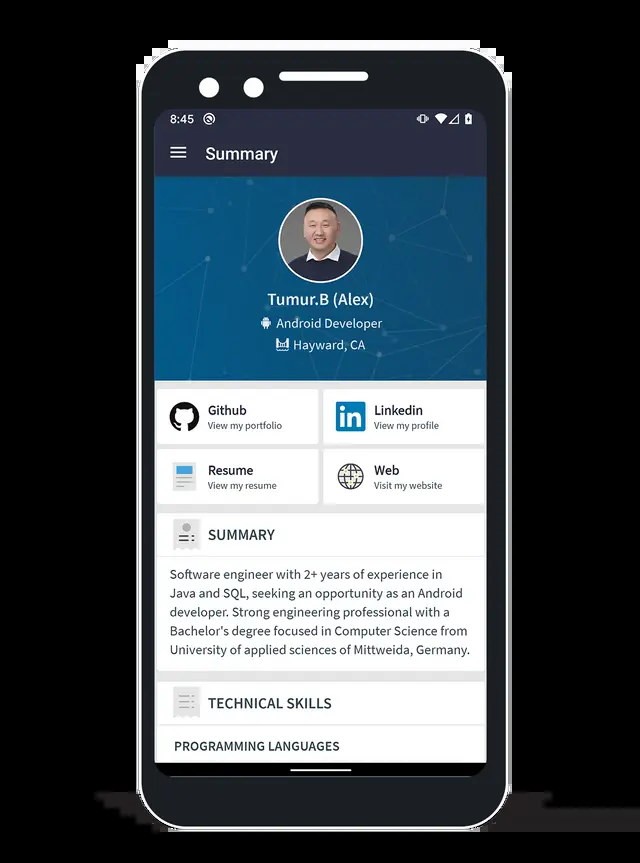 8:45
Summary
Tumur.B (Alex)
Android Developer
Hayward, CA
Github
View my portfolio
in
Linkedin
View my profile
Resume
View my resume
Web
Visit my website
SUMMARY
Software engineer with 2+ years of experience in
Java and SQL, seeking an opportunity as an Android
developer. Strong engineering professional with a
Bachelor's degree focused in Computer Science from
University of applied sciences of Mittweida, Germany.
TECHNICAL SKILLS
PROGRAMMING LANGUAGES